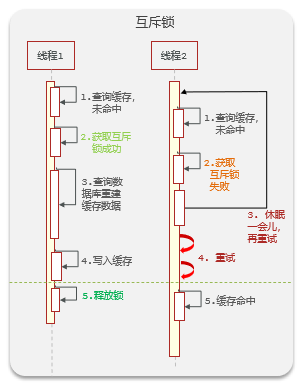 互斥锁
线程1
线程2
1.查询缓存，
未命中
2.获取互斥
锁成功
3.查询数
据库重建
缓存数据
4.写入缓存
5.释放锁
1.查询缓存，
未命中
2.获取
互斥锁
失败
3. 休眠
一会儿，
再重试
4. 重试
5.缓存命中